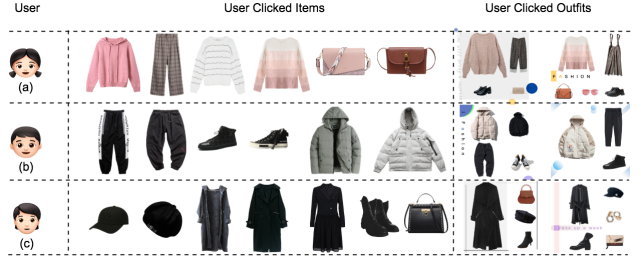 User User Clicked Items User Clicked Outfits
(a)
FASHION
(b)
(c)